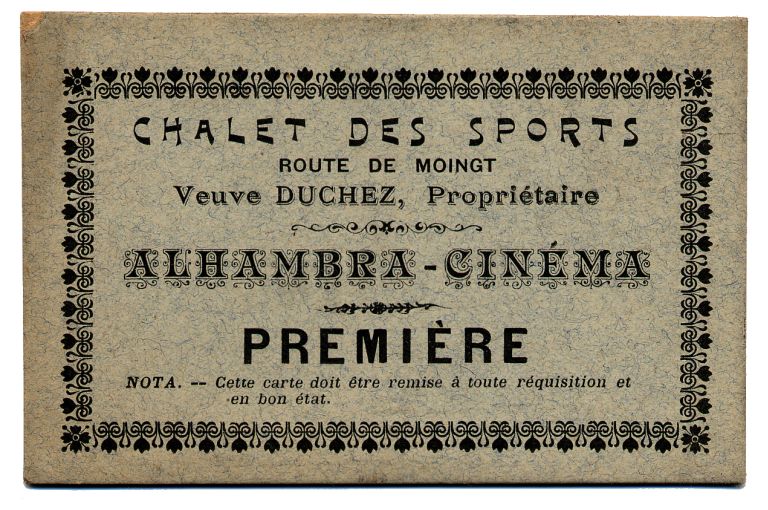 CHALET DES SPORTS
ROUTE DE MOINGT
Veuve DUCHEZ, Propriétaire
ALHAMBRA - CINÉMA
PREMIÈRE
NOTA. -- Cette carte doit être remise à toute réquisition et
en bon état.